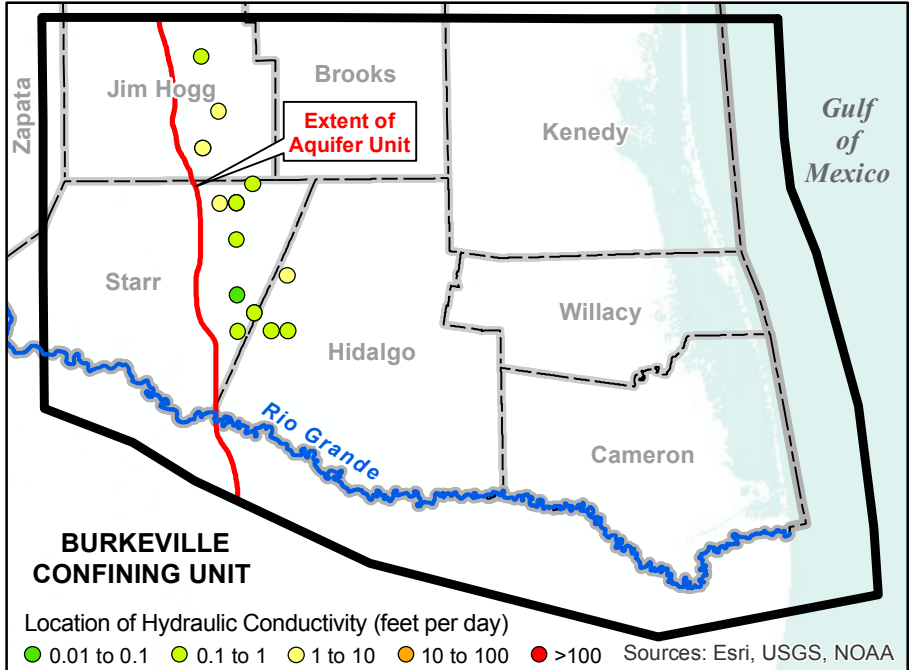 Zapata
Jim Hogg
Brooks
Kenedy
Gulf
of
Mexico
Extent of
Aquifer Unit
Starr
Hidalgo
Willacy
Cameron
Rio Grande
BURKEVILLE
CONFINING UNIT
Location of Hydraulic Conductivity (feet per day)
0.01 to 0.1 0.1 to 1 1 to 10 10 to 100 >100 Sources: Esri, USGS, NOAA